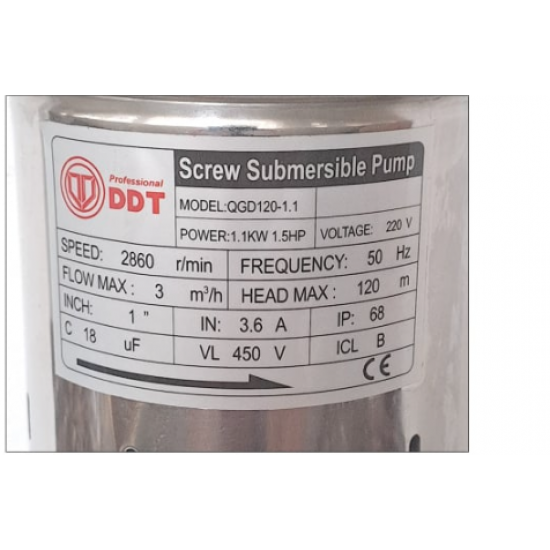 Professional
DDT
Screw Submersible Pump
MODEL:QGD120-1.1
POWER:1.1KW 1.5HP VOLTAGE: 220 V
SPEED: 2860 r/min FREQUENCY: 50 Hz
FLOW MAX : 3 m³/h HEAD MAX : 120 m
INCH: 1 " IN: 3.6 A IP: 68
C 18 uF VL 450 V ICL B
CE